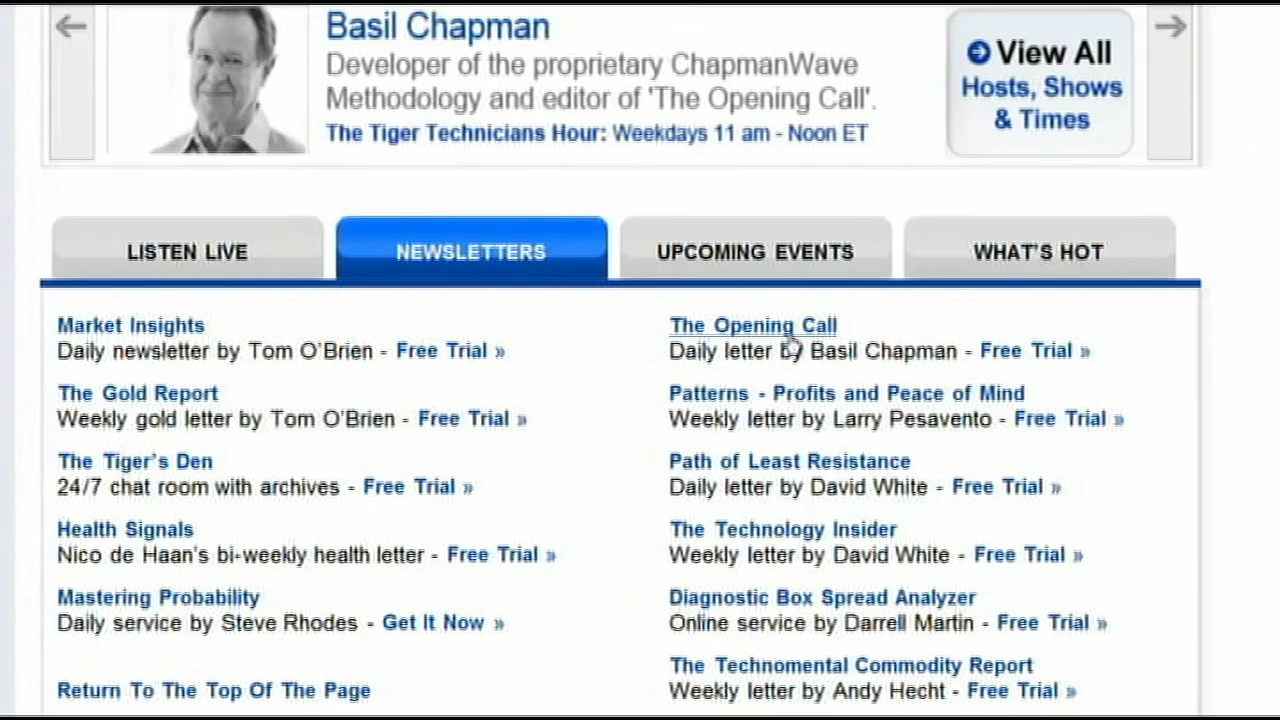 Basil Chapman
Developer of the proprietary ChapmanWave
Methodology and editor of 'The Opening Call'.
The Tiger Technicians Hour: Weekdays 11 am - Noon ET
View All
Hosts, Shows
& Times
LISTEN LIVE
NEWSLETTERS
UPCOMING EVENTS
WHAT'S HOT
Market Insights
Daily newsletter by Tom O'Brien - Free Trial »
The Gold Report
Weekly gold letter by Tom O'Brien - Free Trial »
The Tiger's Den
24/7 chat room with archives - Free Trial »
Health Signals
Nico de Haan's bi-weekly health letter - Free Trial »
Mastering Probability
Daily service by Steve Rhodes - Get It Now »
Return To The Top Of The Page
The Opening Call
Daily letter by Basil Chapman - Free Trial »
Patterns - Profits and Peace of Mind
Weekly letter by Larry Pesavento - Free Trial »
Path of Least Resistance
Daily letter by David White - Free Trial »
The Technology Insider
Weekly letter by David White - Free Trial »
Diagnostic Box Spread Analyzer
Online service by Darrell Martin - Free Trial »
The Technomental Commodity Report
Weekly letter by Andy Hecht - Free Trial »